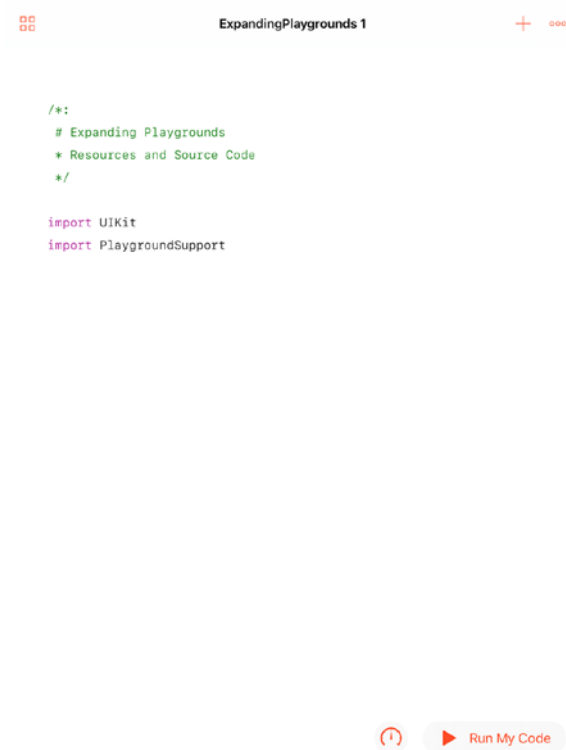 ExpandingPlaygrounds 1
/*:
# Expanding Playgrounds
* Resources and Source Code
*/
import UIKit
import PlaygroundSupport
Run My Code